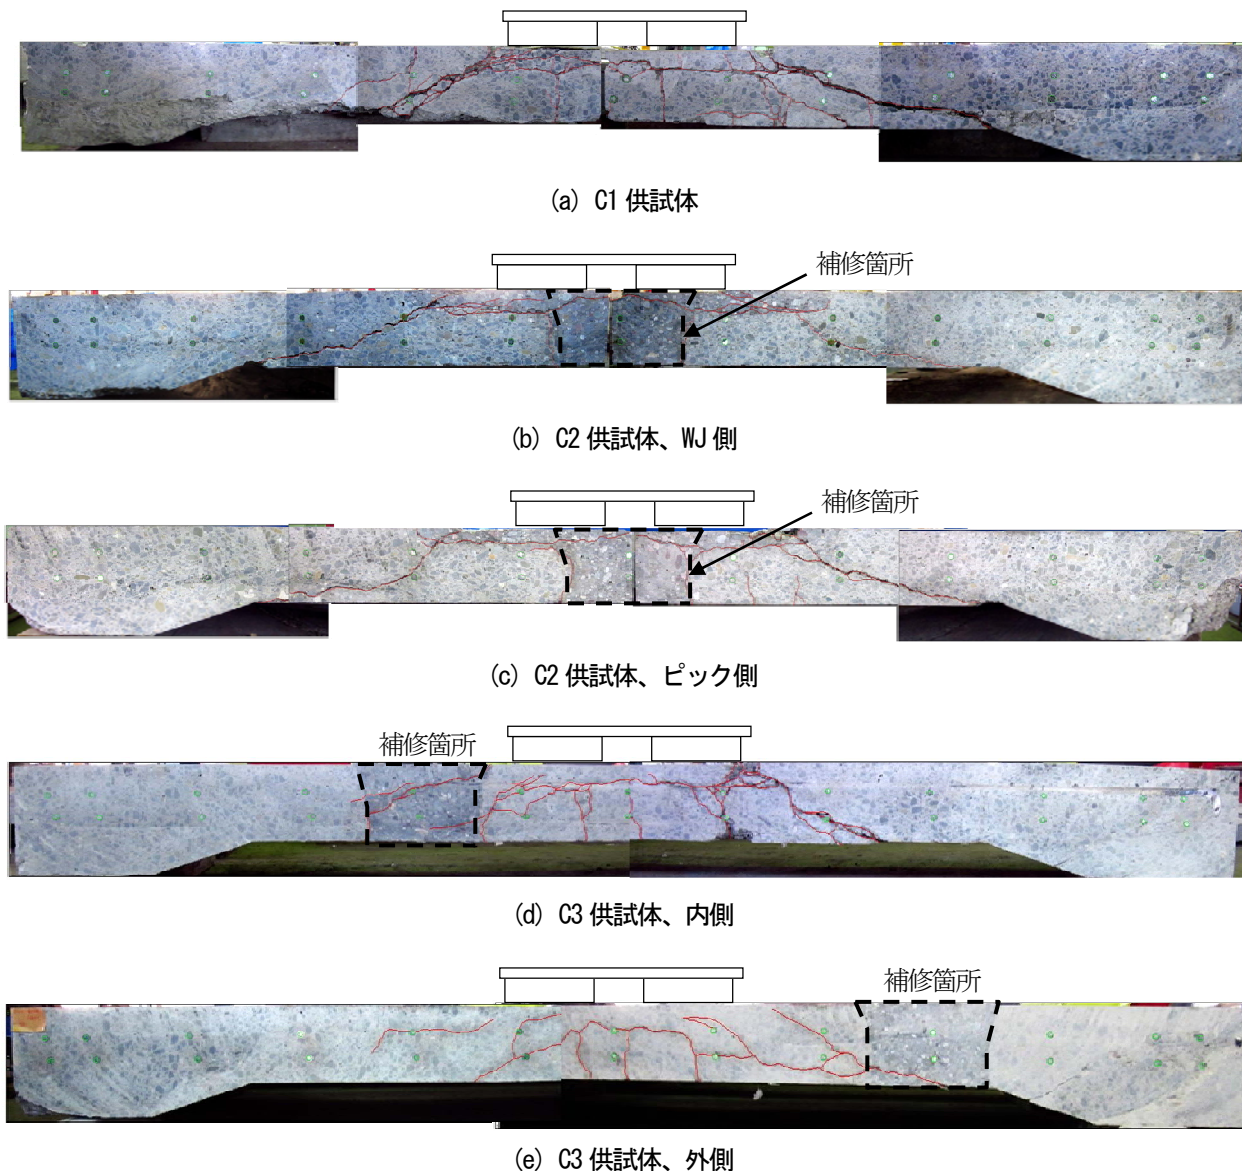 (a) C1 供試体
補修箇所
(b) C2 供試体、WJ 側
補修箇所
(c) C2 供試体、ピック側
補修箇所
(d) C3 供試体、内側
補修箇所
(e) C3 供試体、外側